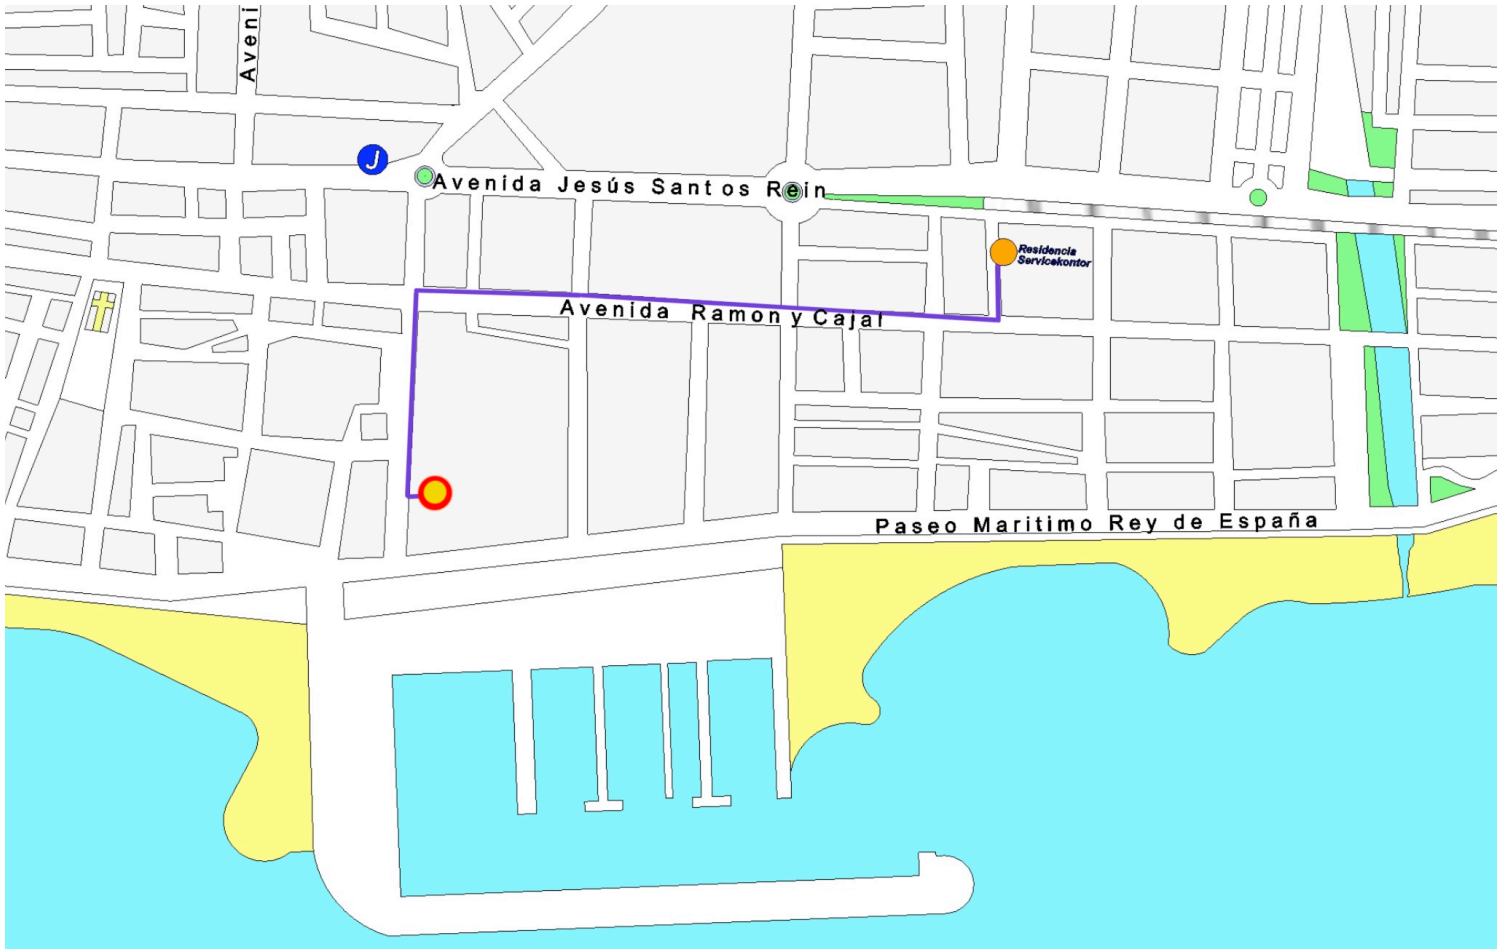 Aveni
J
Avenida Jesús Santos Rein
Residencia
Servicekontor
Avenida Ramon y Cajal
Paseo Maritimo Rey de España